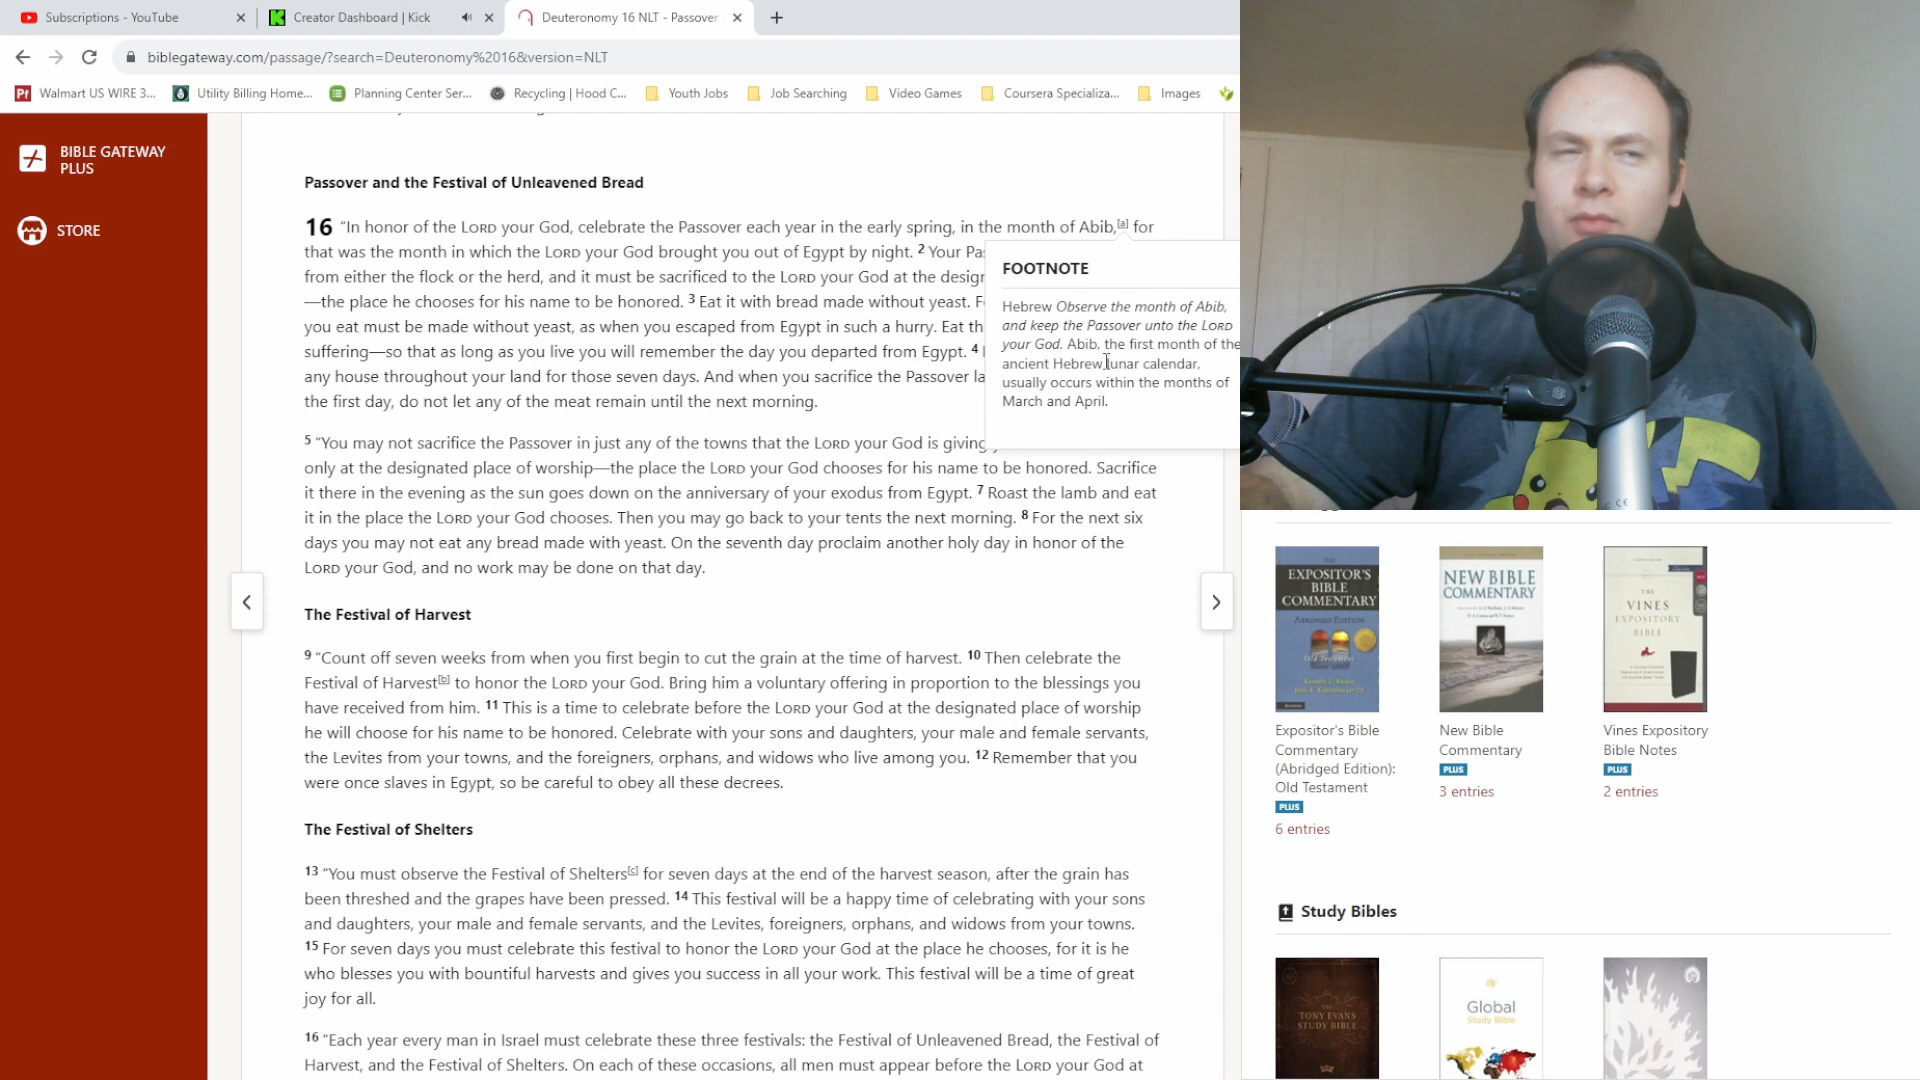 Subscriptions - YouTube
Creator Dashboard | Kick
Deuteronomy 16 NLT - Passover
biblegateway.com/passage/?search=Deuteronomy%2016&version=NLT
Walmart US WIRE 3...
Utility Billing Home...
Planning Center Ser...
Recycling | Hood C...
Youth Jobs
Job Searching
Video Games
Coursera Specializa...
Images
BIBLE GATEWAY
PLUS
STORE
Passover and the Festival of Unleavened Bread
16 “In honor of the LORD your God, celebrate the Passover each year in the early spring, in the month of Abib,[a] for
that was the month in which the LORD your God brought you out of Egypt by night. 2 Your Pa
from either the flock or the herd, and it must be sacrificed to the LORD your God at the desig
—the place he chooses for his name to be honored. 3 Eat it with bread made without yeast. F
you eat must be made without yeast, as when you escaped from Egypt in such a hurry. Eat th
suffering—so that as long as you live you will remember the day you departed from Egypt. 4
any house throughout your land for those seven days. And when you sacrifice the Passover la
the first day, do not let any of the meat remain until the next morning.
FOOTNOTE
Hebrew Observe the month of Abib,
and keep the Passover unto the LORD
your God. Abib, the first month of the
ancient Hebrew lunar calendar,
usually occurs within the months of
March and April.
5 “You may not sacrifice the Passover in just any of the towns that the LORD your God is giving
only at the designated place of worship—the place the LORD your God chooses for his name to be honored. Sacrifice
it there in the evening as the sun goes down on the anniversary of your exodus from Egypt. 7 Roast the lamb and eat
it in the place the LORD your God chooses. Then you may go back to your tents the next morning. 8 For the next six
days you may not eat any bread made with yeast. On the seventh day proclaim another holy day in honor of the
LORD your God, and no work may be done on that day.
The Festival of Harvest
9 “Count off seven weeks from when you first begin to cut the grain at the time of harvest. 10 Then celebrate the
Festival of Harvest[b] to honor the LORD your God. Bring him a voluntary offering in proportion to the blessings you
have received from him. 11 This is a time to celebrate before the LORD your God at the designated place of worship
he will choose for his name to be honored. Celebrate with your sons and daughters, your male and female servants,
the Levites from your towns, and the foreigners, orphans, and widows who live among you. 12 Remember that you
were once slaves in Egypt, so be careful to obey all these decrees.
The Festival of Shelters
13 “You must observe the Festival of Shelters[c] for seven days at the end of the harvest season, after the grain has
been threshed and the grapes have been pressed. 14 This festival will be a happy time of celebrating with your sons
and daughters, your male and female servants, and the Levites, foreigners, orphans, and widows from your towns.
15 For seven days you must celebrate this festival to honor the LORD your God at the place he chooses, for it is he
who blesses you with bountiful harvests and gives you success in all your work. This festival will be a time of great
joy for all.
16 “Each year every man in Israel must celebrate these three festivals: the Festival of Unleavened Bread, the Festival of
Harvest, and the Festival of Shelters. On each of these occasions, all men must appear before the LORD your God at
EXPOSITOR'S
BIBLE
COMMENTARY
ABRIDGED EDITION
Old Testament
NEW BIBLE
COMMENTARY
THE
VINES
EXPOSITORY
BIBLE
Expositor's Bible
Commentary
(Abridged Edition):
Old Testament
PLUS
6 entries
New Bible
Commentary
PLUS
3 entries
Vines Expository
Bible Notes
PLUS
2 entries
Study Bibles
THE
TONY EVANS
STUDY BIBLE
Global
Study Bible